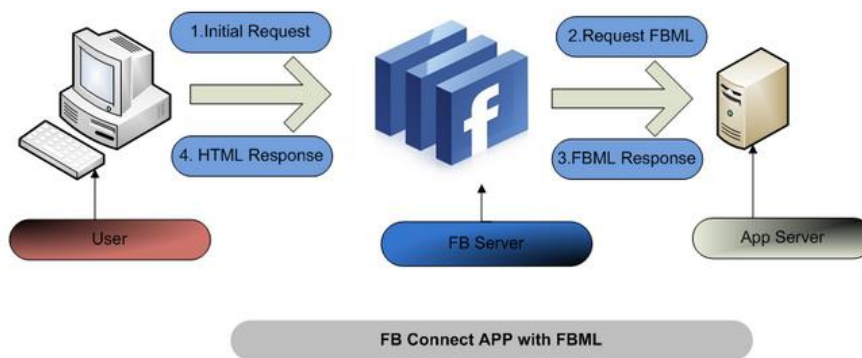 1.Initial Request
2.Request FBML
4. HTML Response
3.FBML Response
User
FB Server
App Server
FB Connect APP with FBML